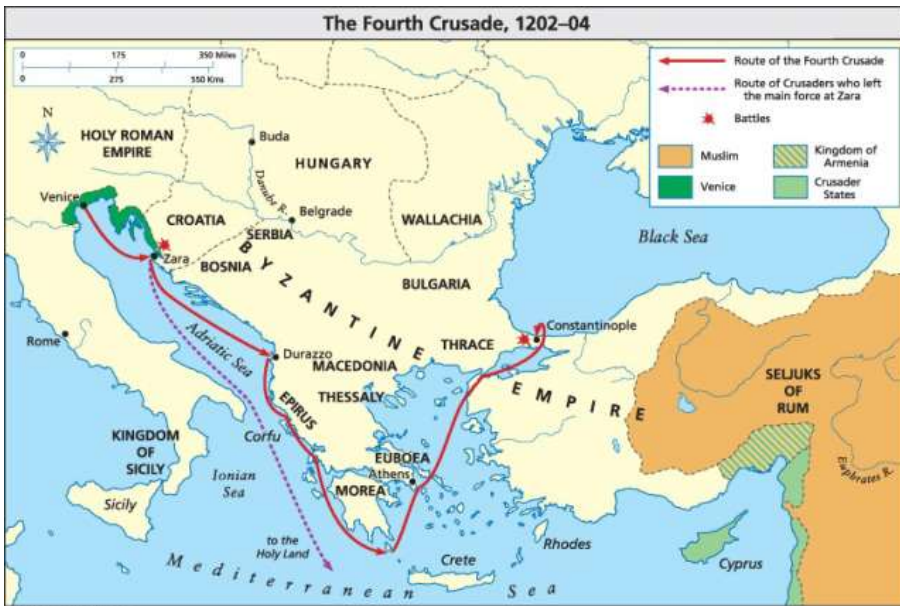 The Fourth Crusade, 1202–04
0 175 350 Miles
0 275 550 Kms
N
Route of the Fourth Crusade
Route of Crusaders who left
the main force at Zara
Battles
Muslim
Kingdom of
Armenia
Venice
Crusader
States
HOLY ROMAN
EMPIRE
Buda
HUNGARY
Danube R.
Venice
CROATIA
Belgrade
SERBIA
WALLACHIA
Zara
BOSNIA
BYZANTINE
EMPIRE
Black Sea
BULGARIA
Rome
Adriatic Sea
Durazzo
MACEDONIA
THRACE
Constantinople
THESSALY
EPIRUS
SELJUKS
OF
RUM
KINGDOM
OF
SICILY
Corfu
Ionian
Sea
EUBOEA
Athens
MOREA
Euphrates R.
Sicily
to the
Holy Land
Crete
Rhodes
Cyprus
Mediterranean Sea